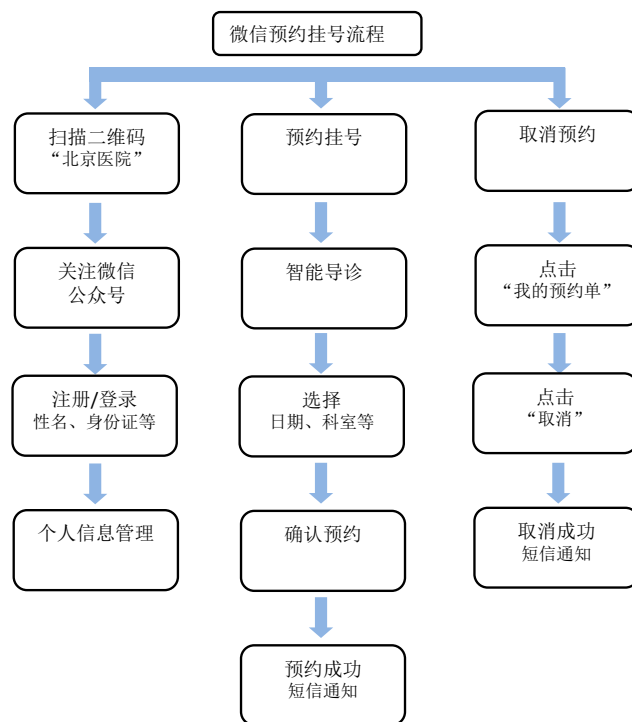 微信预约挂号流程
扫描二维码
“北京医院”
关注微信
公众号
注册/登录
性名、身份证等
个人信息管理
预约挂号
智能导诊
选择
日期、科室等
确认预约
预约成功
短信通知
取消预约
点击
“我的预约单”
点击
“取消”
取消成功
短信通知